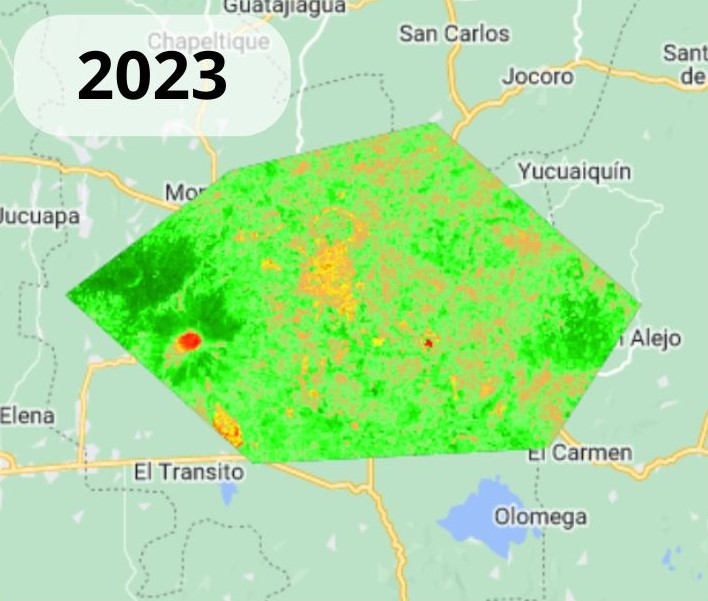 Guatajiagua
Chapeltique
San Carlos
2023
Jocoro
Sant
de
Yucuaiquín
Mor
Jucuapa
Alejo
Elena
El Transito
El Carmen
Olomega